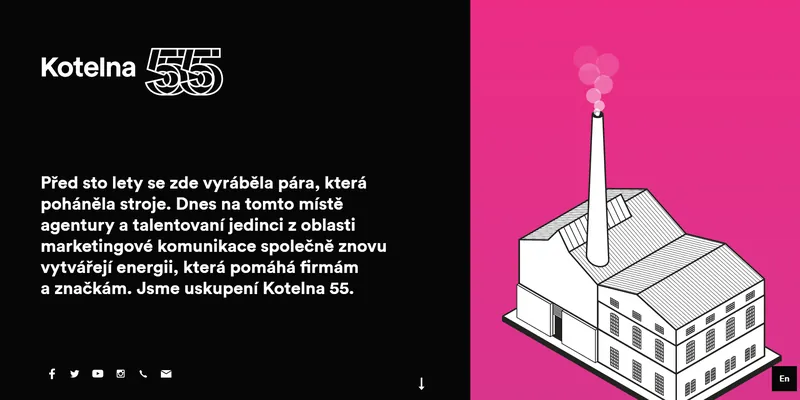 Kotelna 55
Před sto lety se zde vyráběla pára, která
poháněla stroje. Dnes na tomto místě
agentury a talentovaní jedinci z oblasti
marketingové komunikace společně znovu
vytvářejí energii, která pomáhá firmám
a značkám. Jsme uskupení Kotelna 55.
En